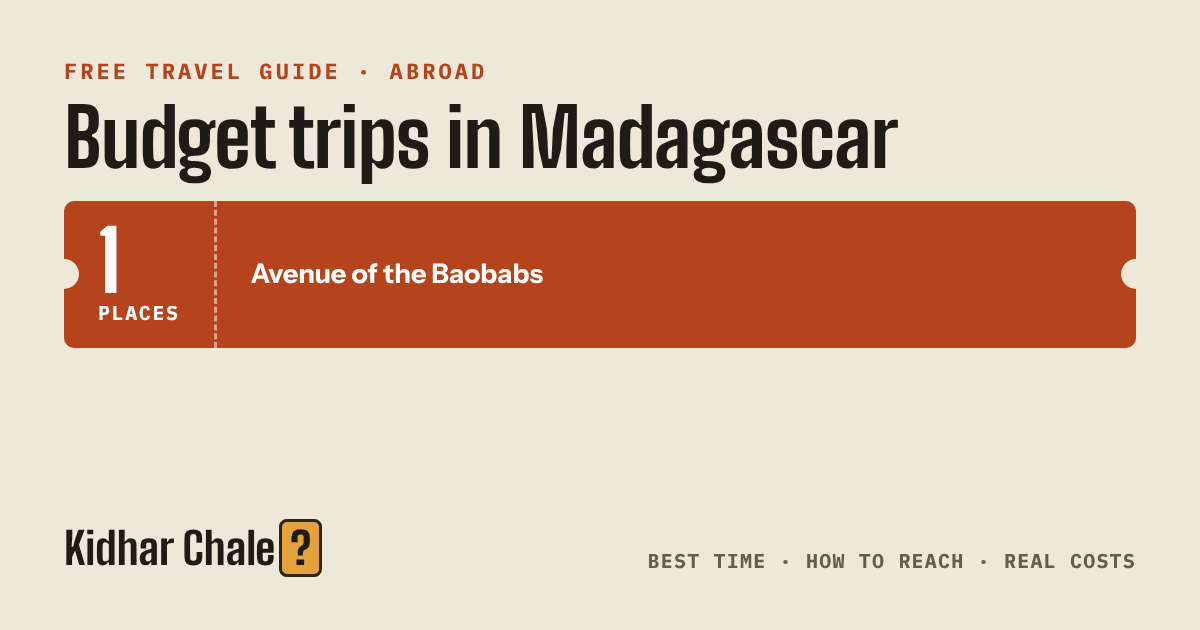 FREE TRAVEL GUIDE · ABROAD
Budget trips in Madagascar
1
PLACES
Avenue of the Baobabs
Kidhar Chale ?
BEST TIME · HOW TO REACH · REAL COSTS